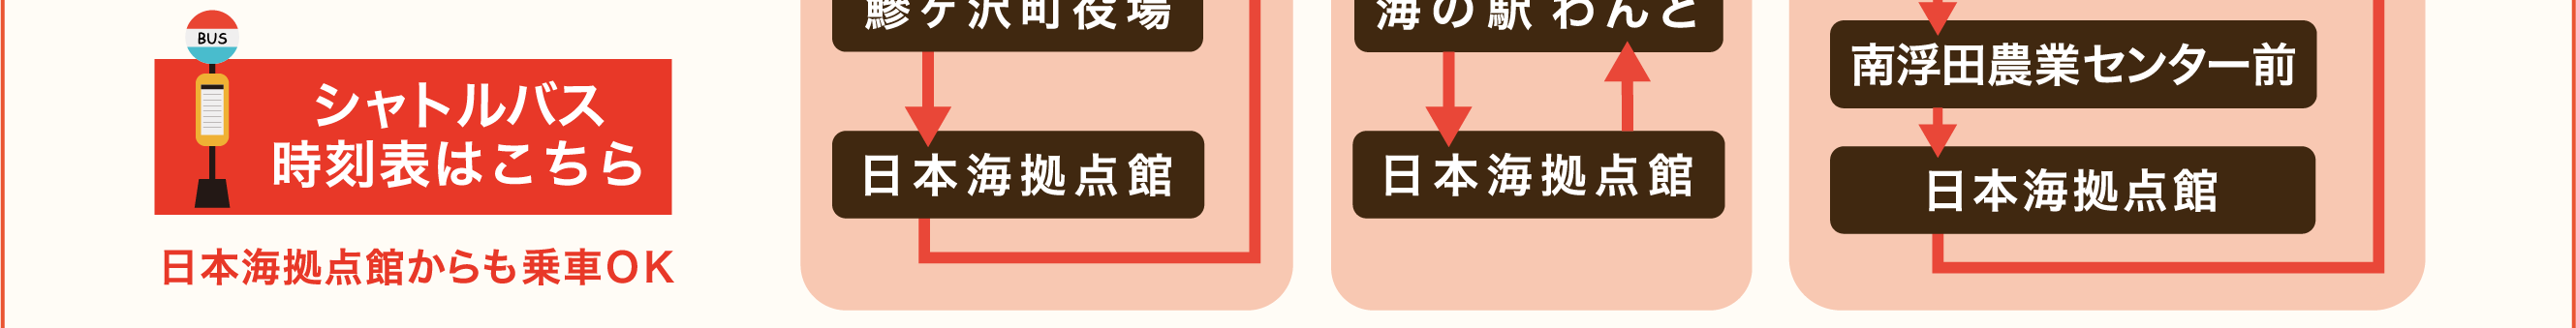 BUS
シャトルバス
時刻表はこちら
日本海拠点館からも乗車OK
鰺ヶ沢町役場
日本海拠点館
海の駅 わんど
日本海拠点館
南浮田農業センター前
日本海拠点館